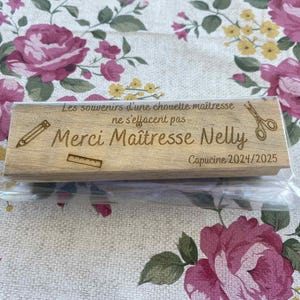 Les souvenirs d'une chouette maîtresse
ne s'effacent pas
Merci Maîtresse Nelly
Capucine 2024/2025